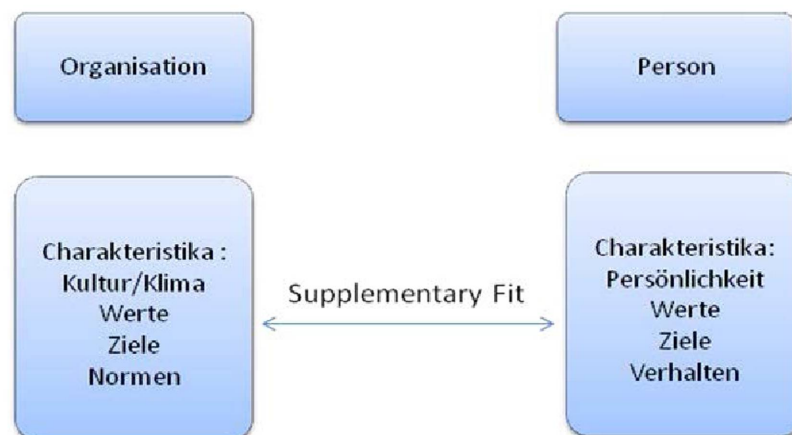 Organisation
Person
Charakteristika :
Kultur/Klima
Werte
Ziele
Normen
Supplementary Fit
Charakteristika:
Persönlichkeit
Werte
Ziele
Verhalten